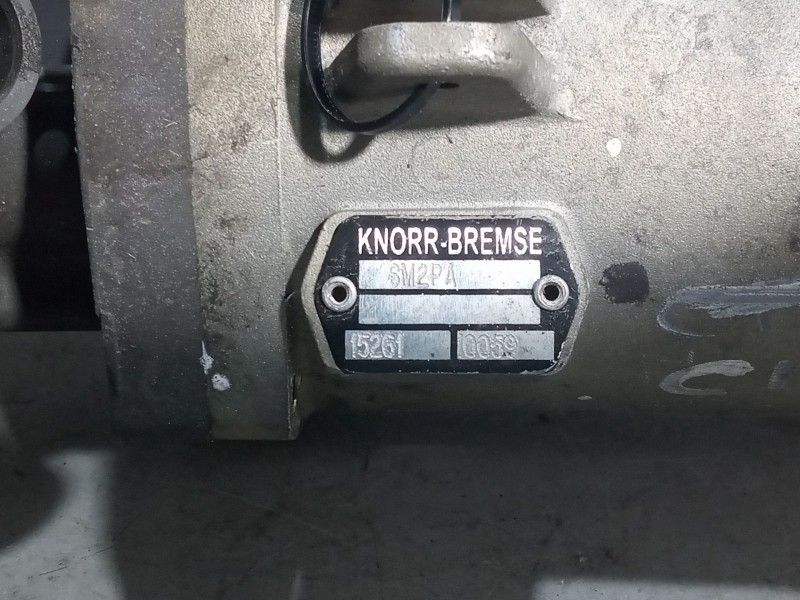 KNORR-BREMSE
SM2PA
15261 0059